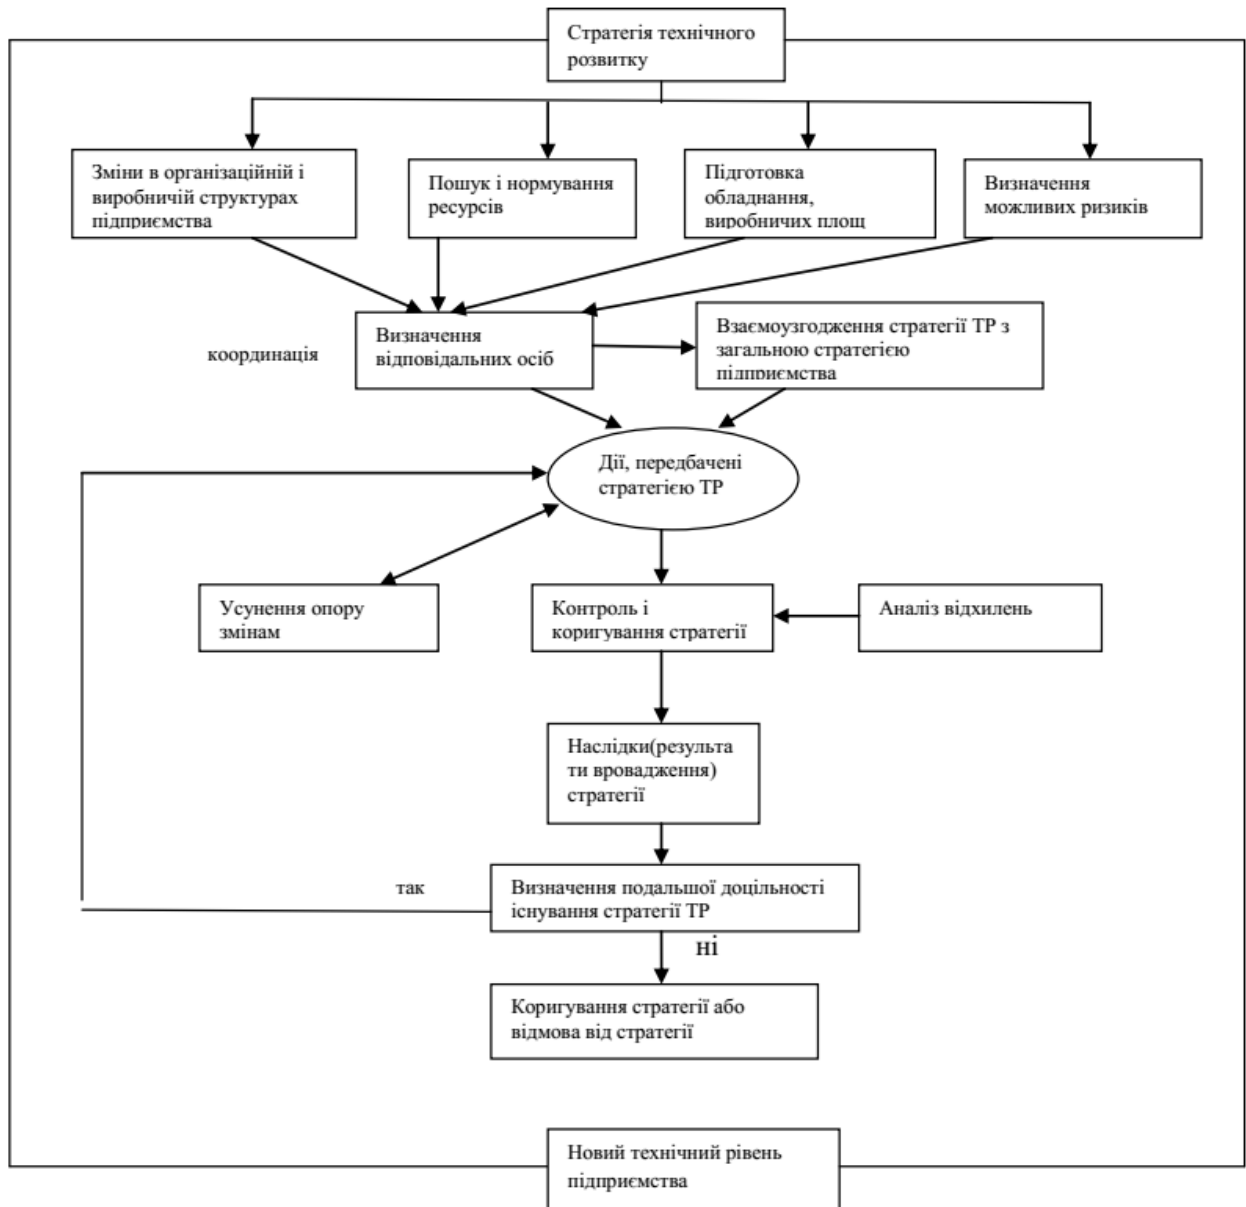 Стратегія технічного
розвитку
Зміни в організаційній і
виробничій структурах
підприємства
Пошук і нормування
ресурсів
Підготовка
обладнання,
виробничих площ
Визначення
можливих ризиків
координація
Визначення
відповідальних осіб
Взаємоузгодження стратегії ТР з
загальною стратегією
підприємства
Дії, передбачені
стратегією ТР
Усунення опору
змінам
Контроль і
коригування стратегії
Аналіз відхилень
Наслідки(результа
ти вровадження)
стратегії
так
Визначення подальшої доцільності
існування стратегії ТР
ні
Коригування стратегії або
відмова від стратегії
Новий технічний рівень
підприємства